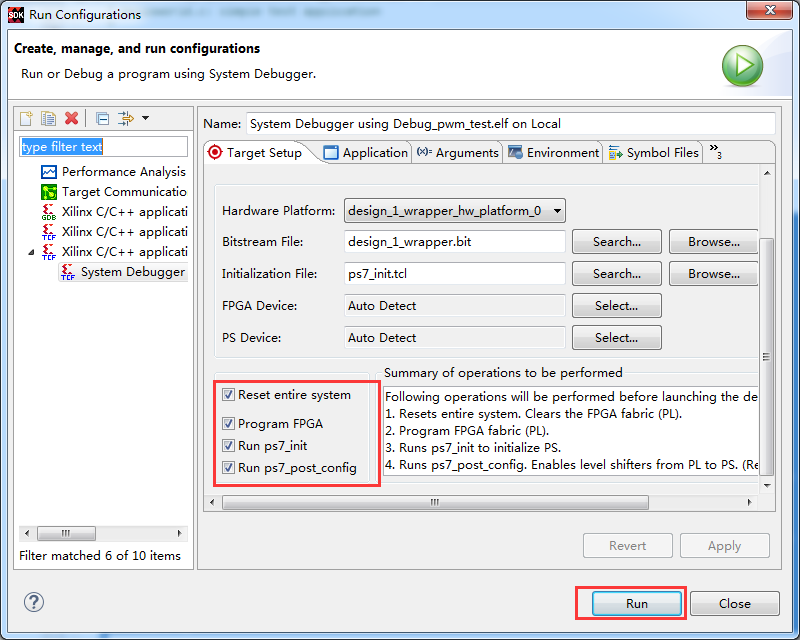 SDK Run Configurations
Create, manage, and run configurations
Run or Debug a program using System Debugger.
type filter text
Performance Analysis
Target Communicatio
GDB Xilinx C/C++ applicati
TCF Xilinx C/C++ applicati
TCF Xilinx C/C++ applicati
TCF System Debugger
Filter matched 6 of 10 items
Name: System Debugger using Debug_pwm_test.elf on Local
Target Setup Application (x)= Arguments Environment Symbol Files »3
Hardware Platform: design_1_wrapper_hw_platform_0
Bitstream File: design_1_wrapper.bit Search... Browse...
Initialization File: ps7_init.tcl Search... Browse...
FPGA Device: Auto Detect Select...
PS Device: Auto Detect Select...
Reset entire system
Program FPGA
Run ps7_init
Run ps7_post_config
Summary of operations to be performed
Following operations will be performed before launching the de
1. Resets entire system. Clears the FPGA fabric (PL).
2. Program FPGA fabric (PL).
3. Runs ps7_init to initialize PS.
4. Runs ps7_post_config. Enables level shifters from PL to PS. (Re
Revert Apply
? Run Close